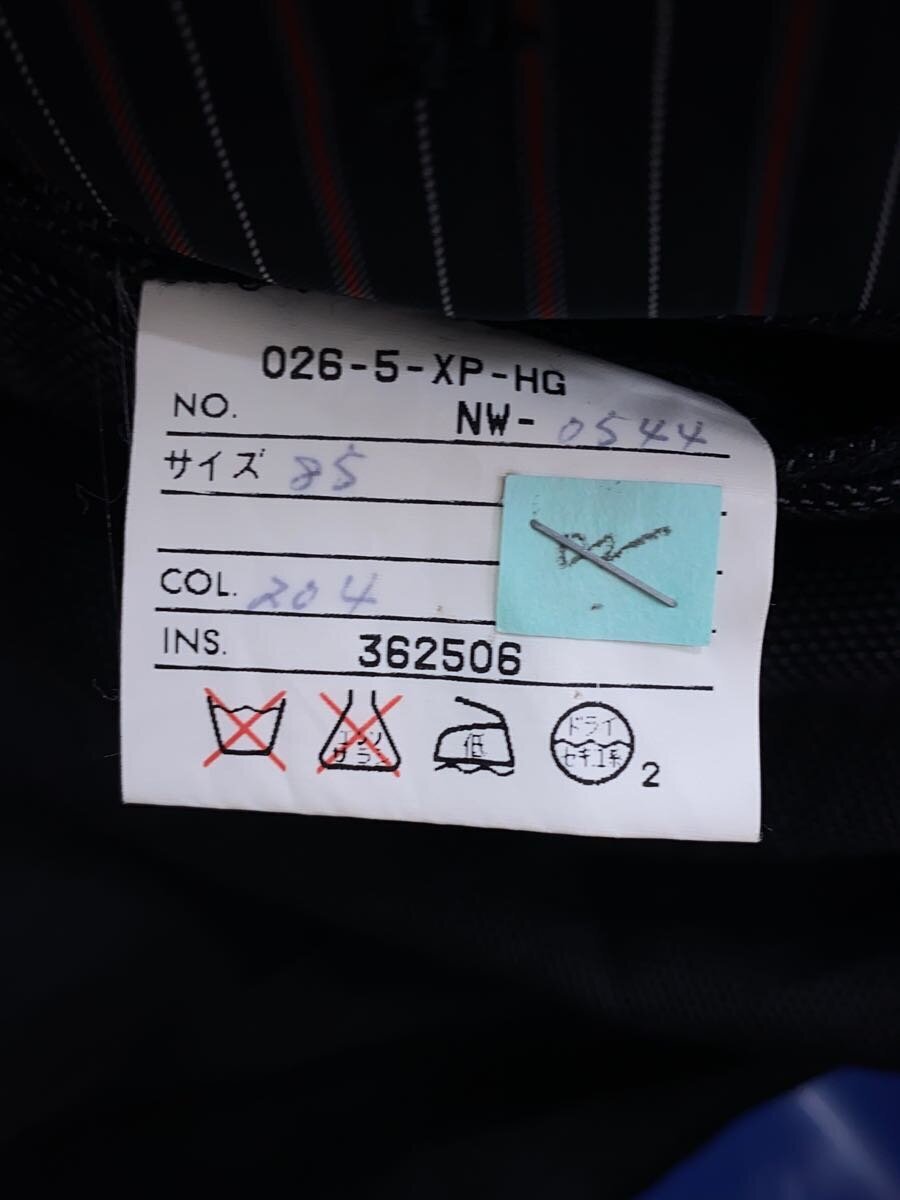 026-5-XP-HG
NO. NW- 0544
サイズ 85
COL. 204
INS. 362506
エンソ
サラシ
低
ドライ
セキユ系
2